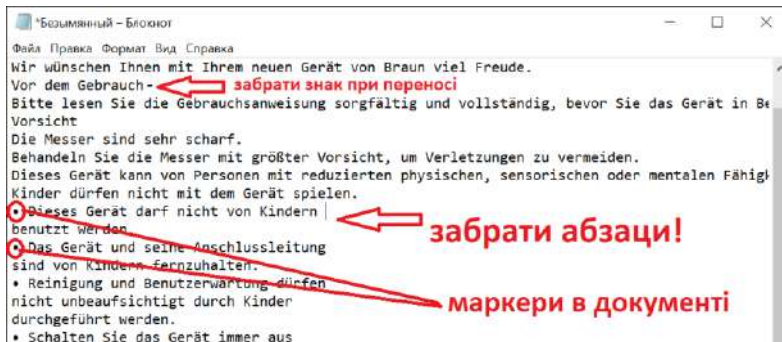 *Безымянный – Блокнот
Файл Правка Формат Вид Справка
Wir wünschen Ihnen mit Ihrem neuen Gerät von Braun viel Freude.
Vor dem Gebrauch - забрати знак при переносі
Bitte lesen Sie die Gebrauchsanweisung sorgfältig und vollständig, bevor Sie das Gerät in Be
Vorsicht
Die Messer sind sehr scharf.
Behandeln Sie die Messer mit größter Vorsicht, um Verletzungen zu vermeiden.
Dieses Gerät kann von Personen mit reduzierten physischen, sensorischen oder mentalen Fähigk
Kinder dürfen nicht mit dem Gerät spielen.
• Dieses Gerät darf nicht von Kindern
benutzt werden.
забрати абзаци!
• Das Gerät und seine Anschlussleitung
sind von Kindern fernzuhalten.
• Reinigung und Benutzerwartung dürfen
nicht unbeaufsichtigt durch Kinder
маркери в документі
durchgeführt werden.
• Schalten Sie das Gerät immer aus